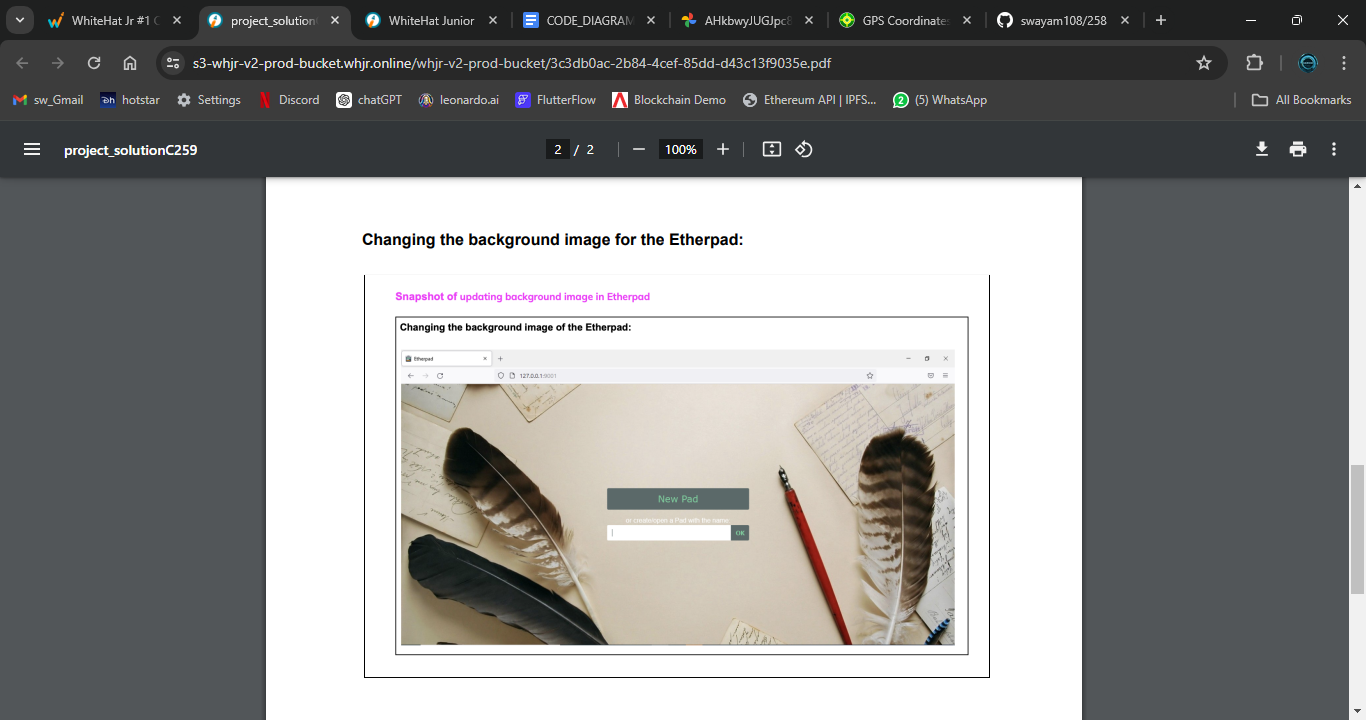 WhiteHat Jr #1 C
project_solution
WhiteHat Junior
CODE_DIAGRAM
AHkbwyJUGJpc
GPS Coordinates
swayam108/258
s3-whjr-v2-prod-bucket.whjr.online/whjr-v2-prod-bucket/3c3db0ac-2b84-4cef-85dd-d43c13f9035e.pdf
sw_Gmail
hotstar
Settings
Discord
chatGPT
leonardo.ai
FlutterFlow
Blockchain Demo
Ethereum API | IPFS...
2
(5) WhatsApp
All Bookmarks
project_solutionC259
2 / 2
100%
Changing the background image for the Etherpad:
Snapshot of updating background image in Etherpad
Changing the background image of the Etherpad:
Etherpad
127.0.0.1:9001
New Pad
or create/open a Pad with the name
OK